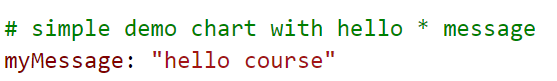 # simple demo chart with hello * message
myMessage: "hello course"